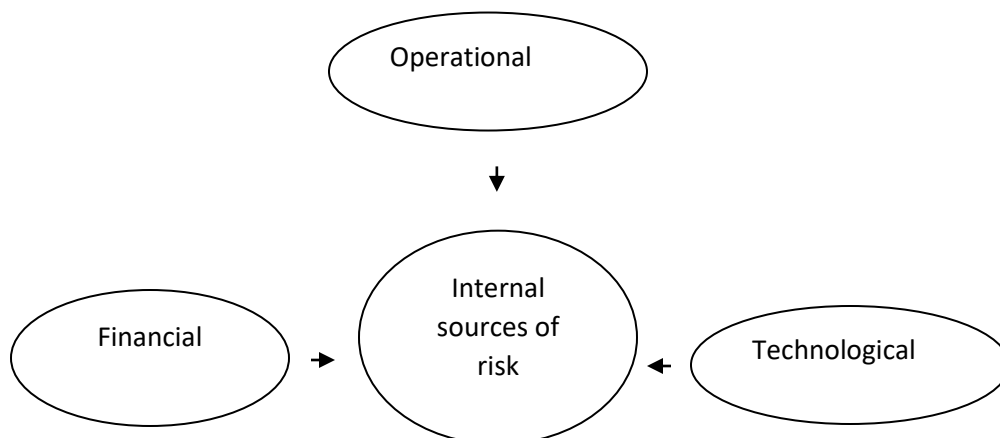 Operational
Internal
sources of
risk
Financial
Technological